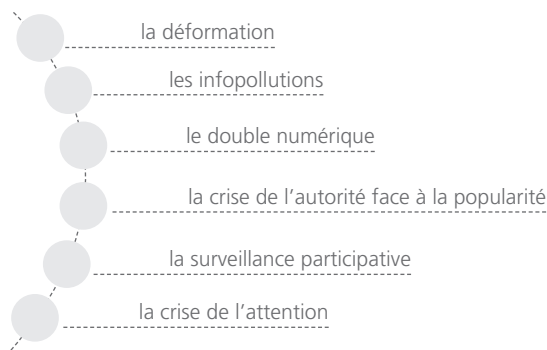 la déformation
les infopollutions
le double numérique
la crise de l’autorité face à la popularité
la surveillance participative
la crise de l’attention